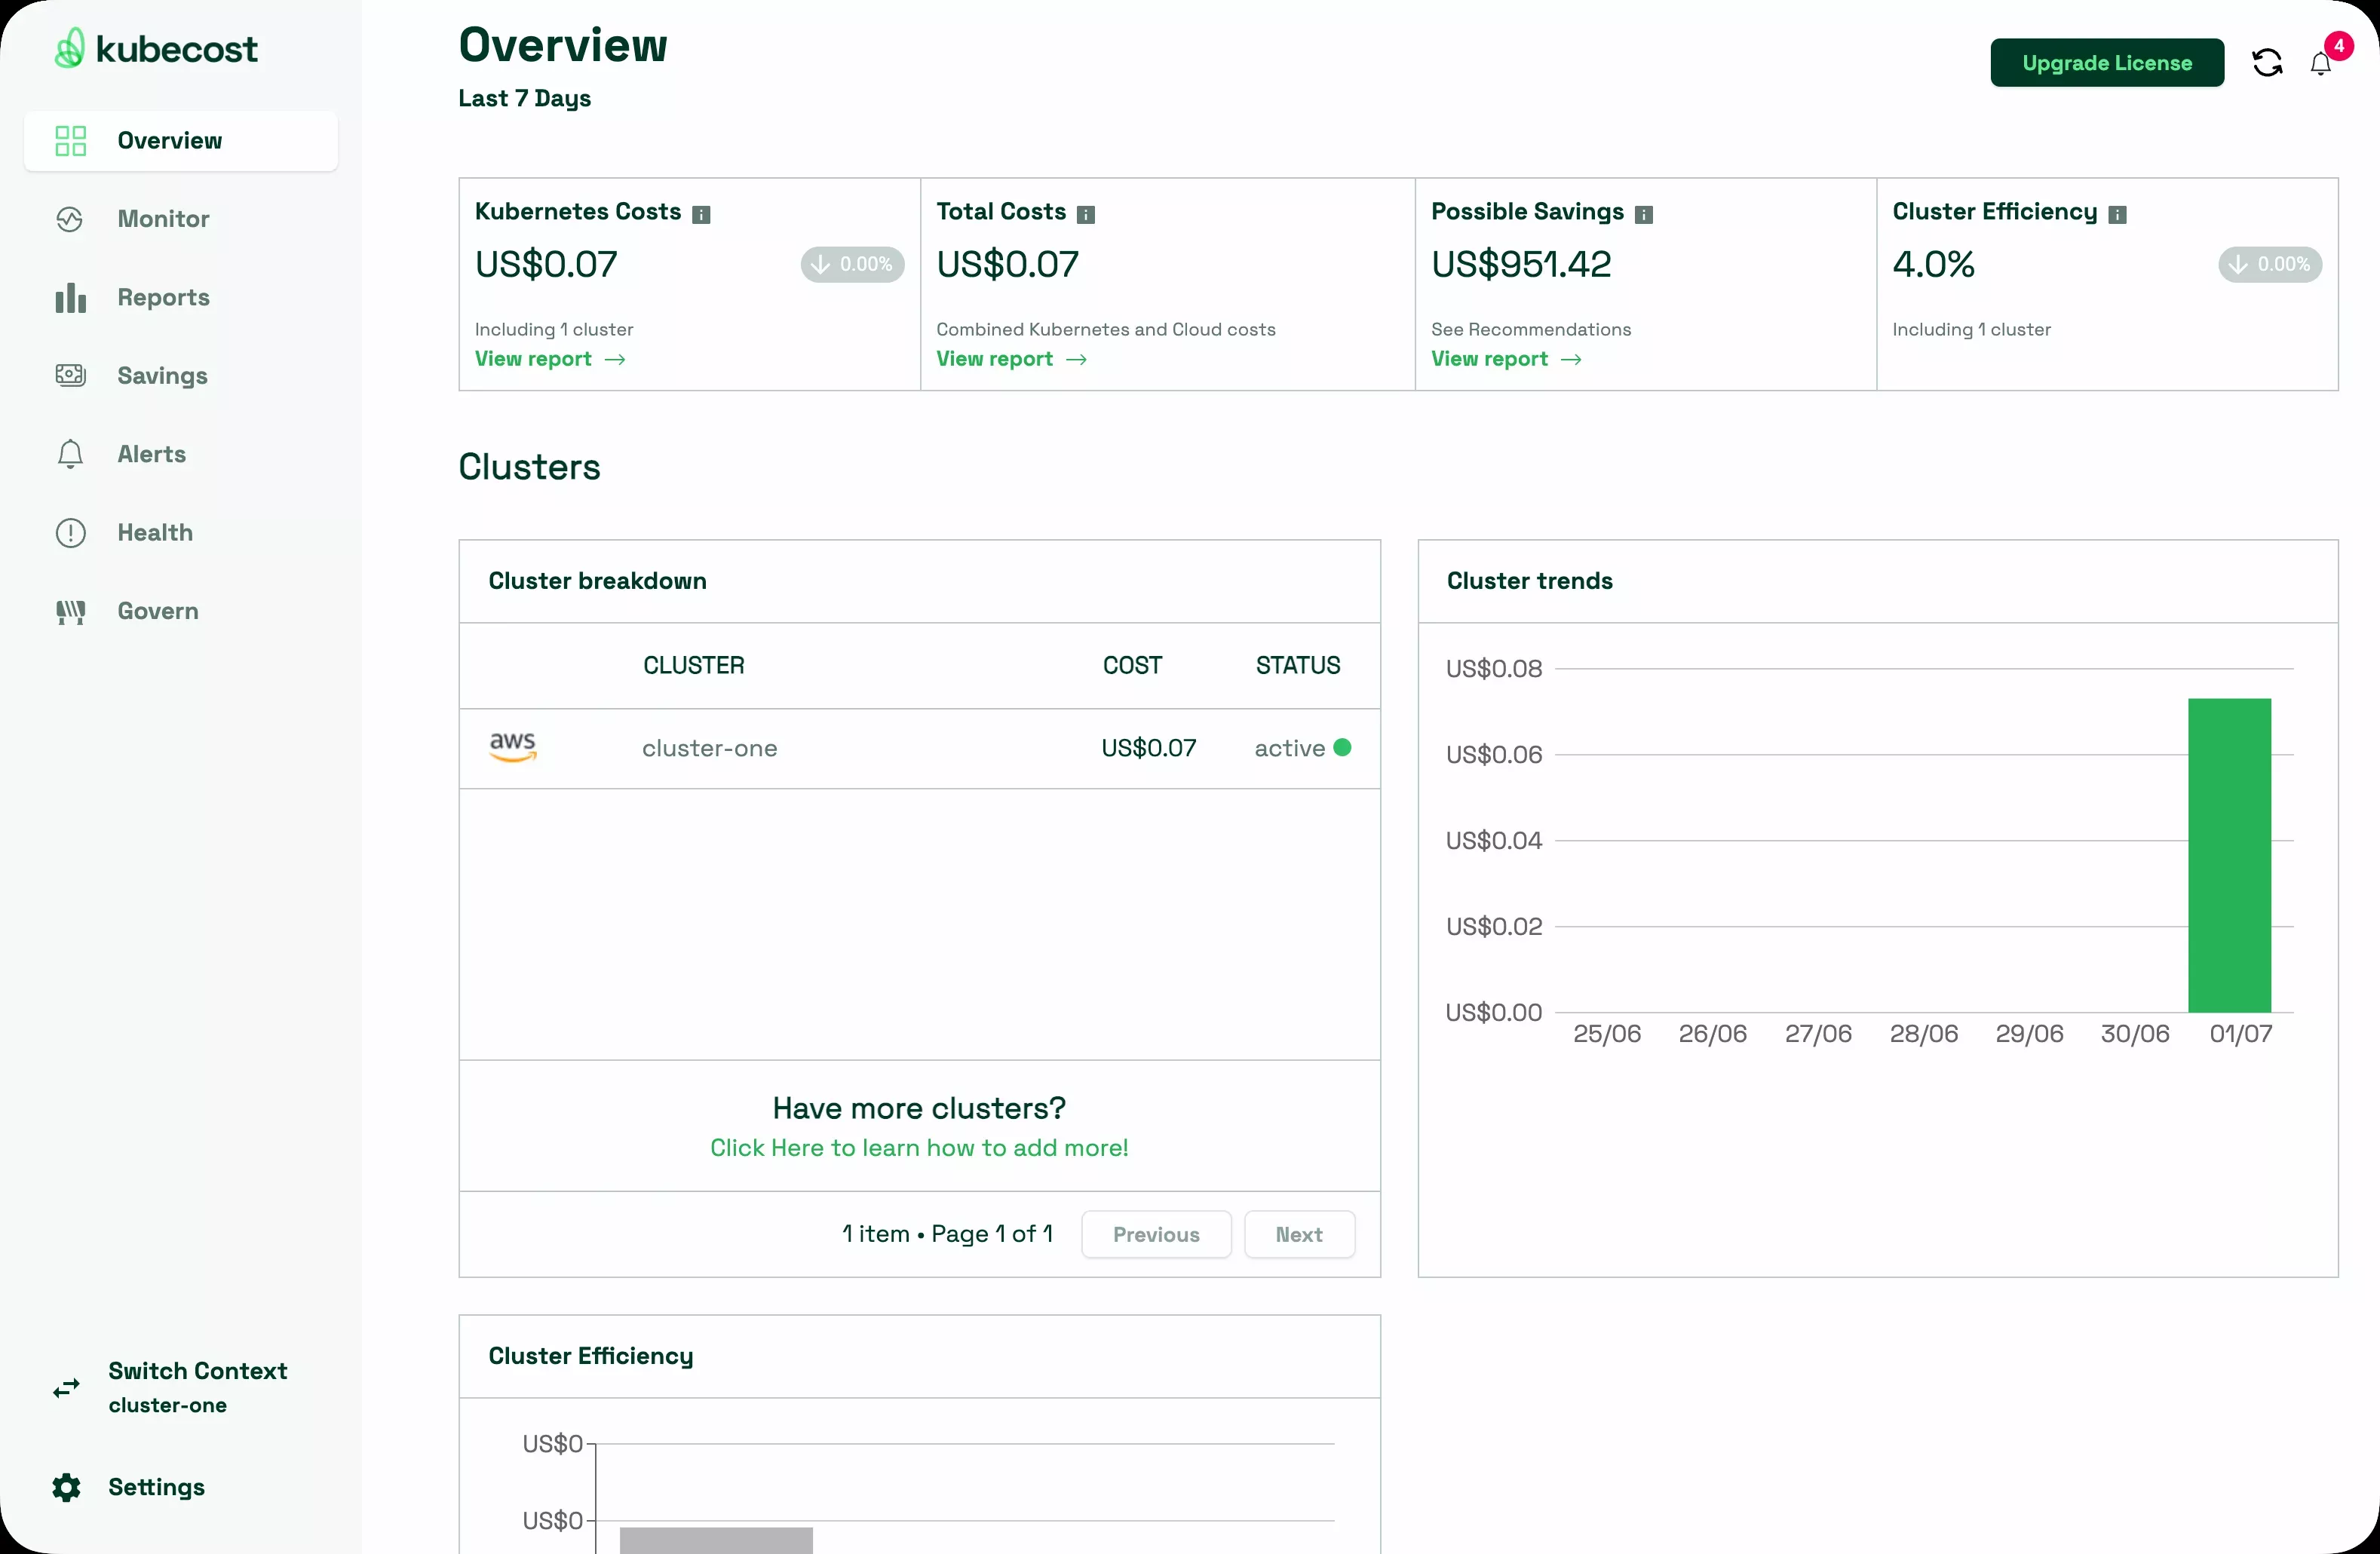 kubecost
Overview
Monitor
Reports
Savings
Alerts
Health
Govern
Switch Context
cluster-one
Settings
Overview
Last 7 Days
Upgrade License
4
Kubernetes Costs
US$0.07
0.00%
Including 1 cluster
View report
Total Costs
US$0.07
Combined Kubernetes and Cloud costs
View report
Possible Savings
US$951.42
See Recommendations
View report
Cluster Efficiency
4.0%
0.00%
Including 1 cluster
Clusters
Cluster breakdown
CLUSTER COST STATUS
aws cluster-one US$0.07 active
Have more clusters?
Click Here to learn how to add more!
1 item • Page 1 of 1 Previous Next
Cluster trends
US$0.08
US$0.06
US$0.04
US$0.02
US$0.00
25/06 26/06 27/06 28/06 29/06 30/06 01/07
Cluster Efficiency
US$0
US$0